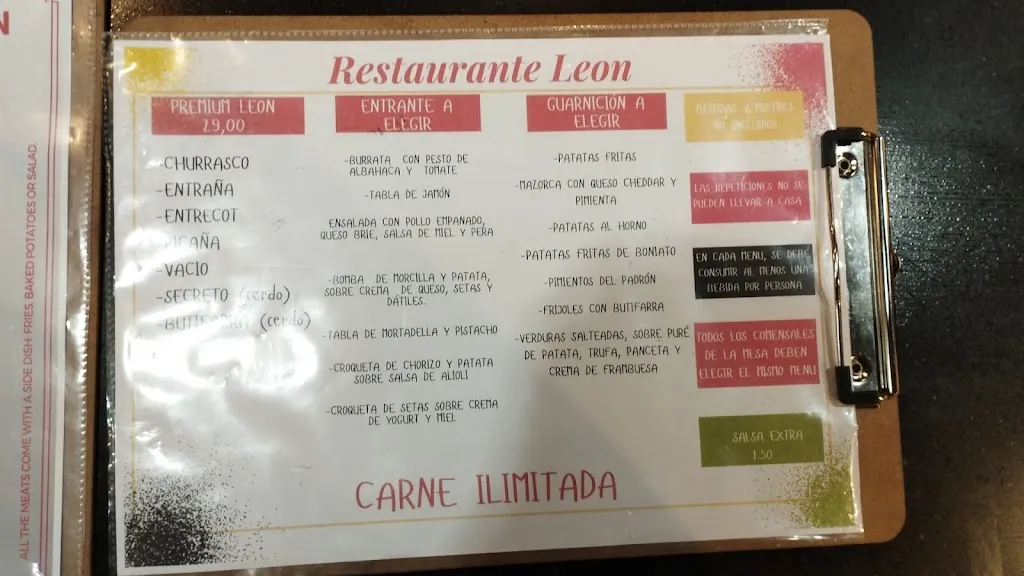 N
ALL THE MEATS COME WITH A SIDE DISH: FRIES, BAKED POTATOES OR SALAD.
Restaurante Leon
PREMIUM LEON
29,00
-CHURRASCO
-ENTRAÑA
-ENTRECOT
-PICAÑA
-VACIO
-SECRETO (cerdo)
-BUTIFARRA (cerdo)
ENTRANTE A
ELEGIR
-BURRATA CON PESTO DE
ALBAHACA Y TOMATE
-TABLA DE JAMÓN
ENSALADA CON POLLO EMPANADO,
QUESO BRIE, SALSA DE MIEL Y PERA
-BOMBA DE MORCILLA Y PATATA,
SOBRE CREMA DE QUESO, SETAS Y
DÁTILES.
-TABLA DE MORTADELLA Y PISTACHO
-CROQUETA DE CHORIZO Y PATATA
SOBRE SALSA DE ALIOLI
-CROQUETA DE SETAS SOBRE CREMA
DE YOGURT Y MIEL
GUARNICIÓN A
ELEGIR
-PATATAS FRITAS
-MAZORCA CON QUESO CHEDDAR Y
PIMIENTA
-PATATAS AL HORNO
-PATATAS FRITAS DE BONIATO
-PIMIENTOS DEL PADRÓN
-FRIJOLES CON BUTIFARRA
-VERDURAS SALTEADAS, SOBRE PURÉ
DE PATATA, TRUFA, PANCETA Y
CREMA DE FRAMBUESA
BEBIDAS Y POSTRES
NO INCLUIDOS
LAS REPETICIONES NO SE
PUEDEN LLEVAR A CASA
EN CADA MENU, SE DEBE
CONSUMIR AL MENOS UNA
BEBIDA POR PERSONA
TODOS LOS COMENSALES
DE LA MESA DEBEN
ELEGIR EL MISMO MENU
SALSA EXTRA
1.50
CARNE ILIMITADA